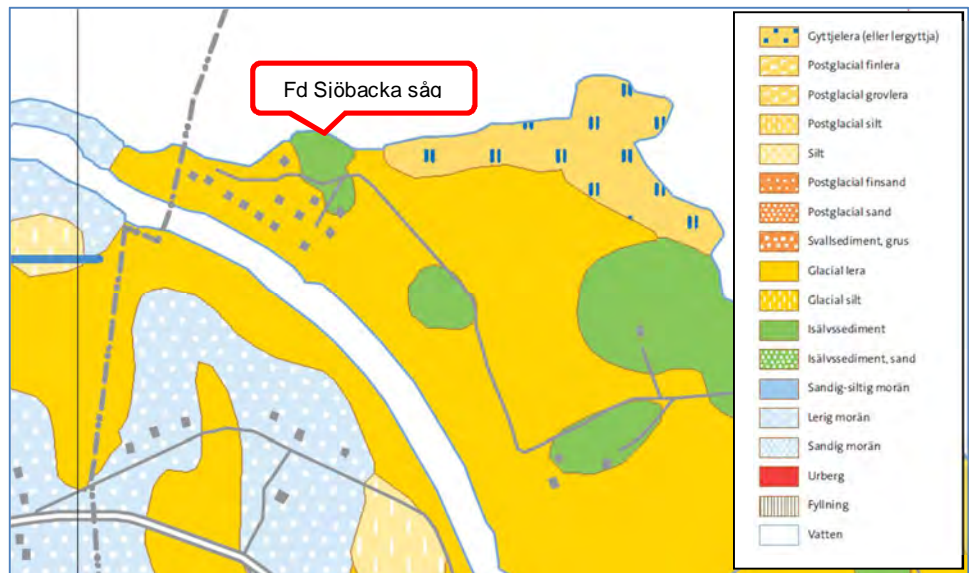 Fd Sjöbacka såg
Gyttjelera (eller lergyttja)
Postglacial finlera
Postglacial grovlera
Postglacial silt
Silt
Postglacial finsand
Postglacial sand
Svallsediment, grus
Glacial lera
Glacial silt
Isälvssediment
Isälvssediment, sand
Sandig-siltig morän
Lerig morän
Sandig morän
Urberg
Fyllning
Vatten